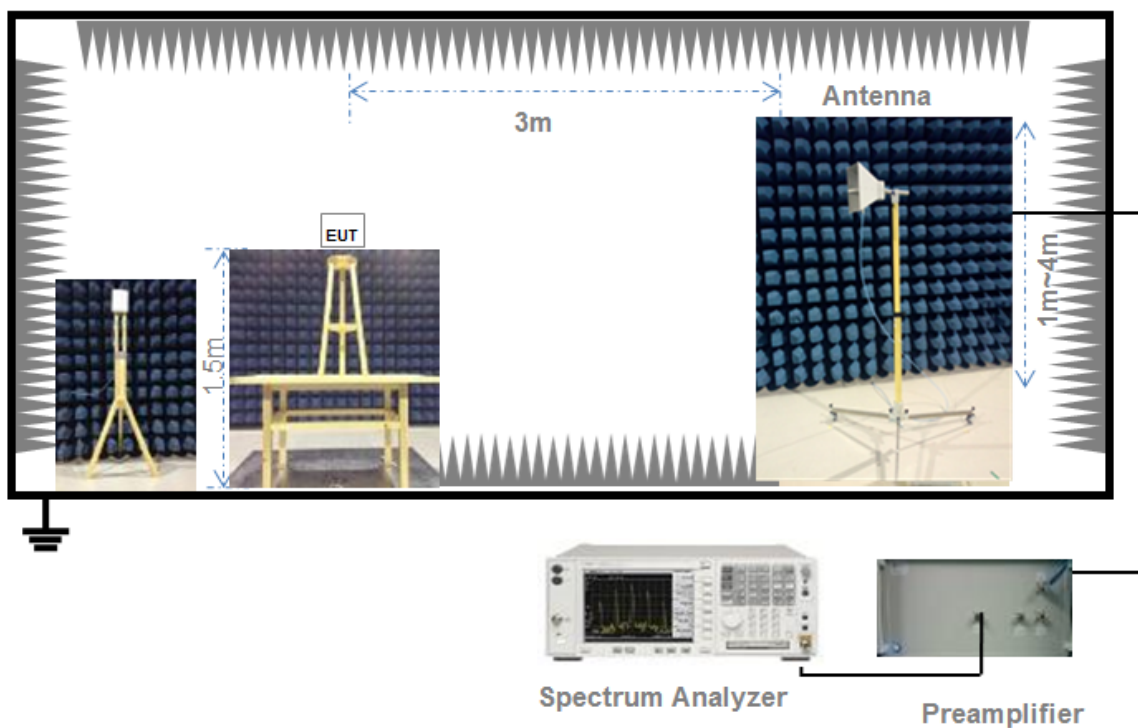 Antenna
3m
EUT
1.5m
1m~4m
Spectrum Analyzer
Preamplifier